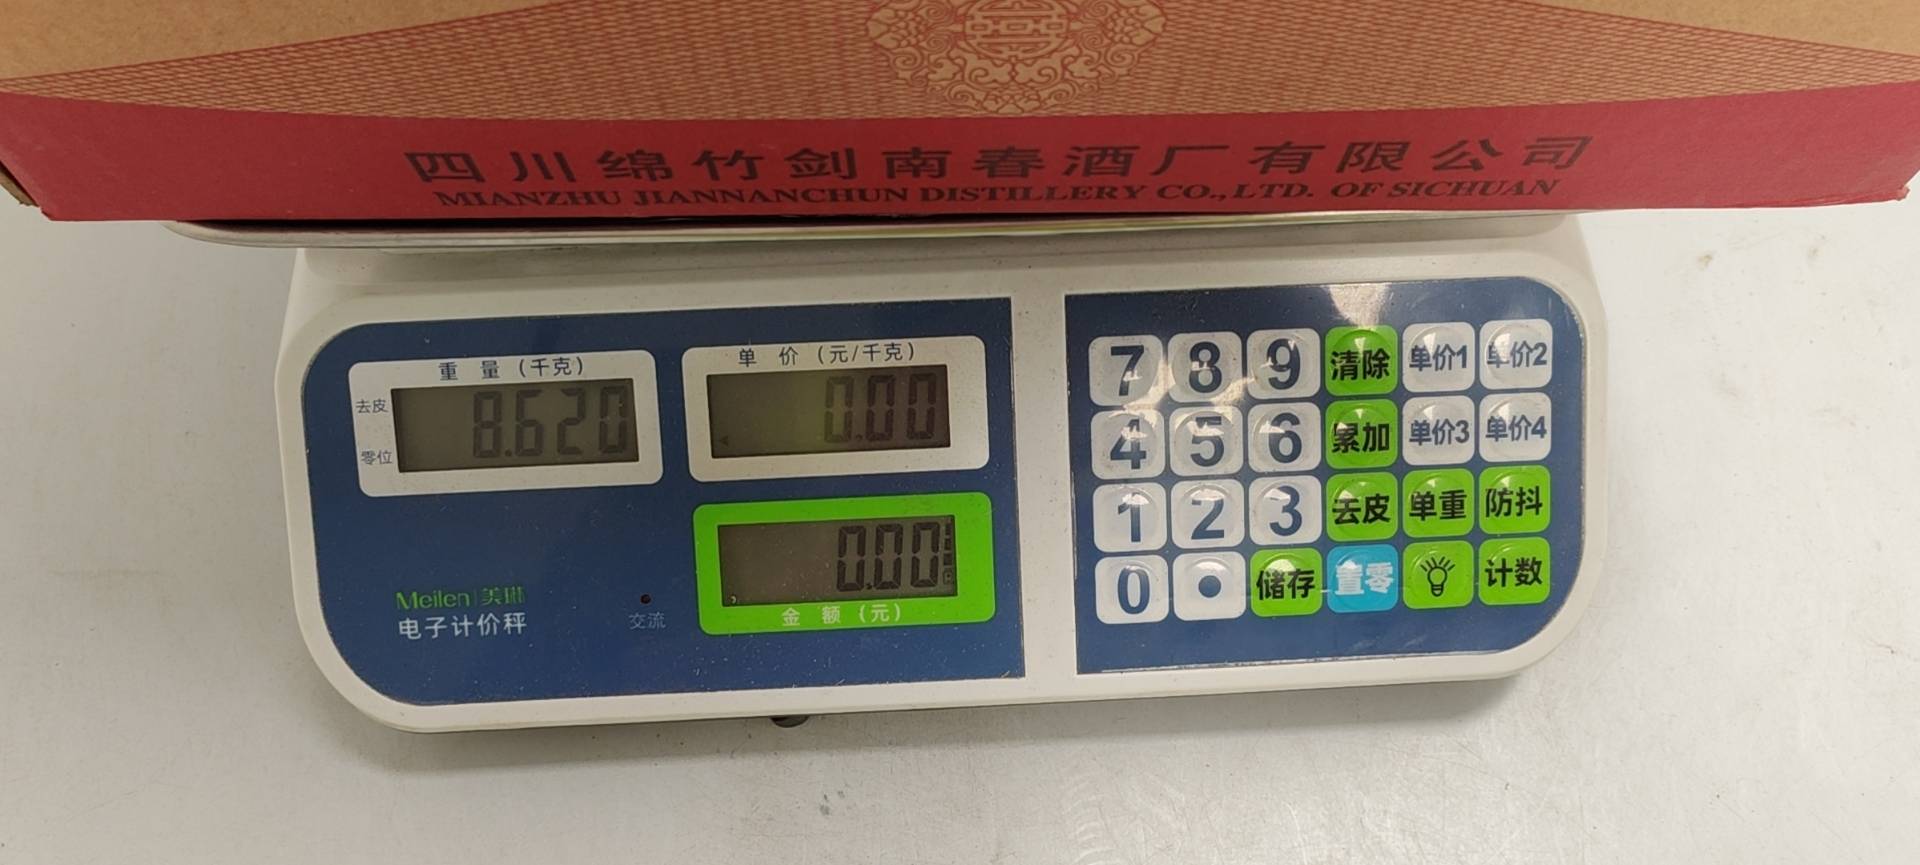 四川绵竹剑南春酒厂有限公司
MIANZHU JIANNANCHUN DISTILLERY CO.,LTD. OF SICHUAN
重量(千克)
去皮
8.620
零位
单价(元/千克)
0.00
0.00
金额(元)
Meilen|美琳
电子计价秤
交流
7 8 9 清除 单价1 单价2
4 5 6 累加 单价3 单价4
1 2 3 去皮 单重 防抖
0 • 储存 置零 计数